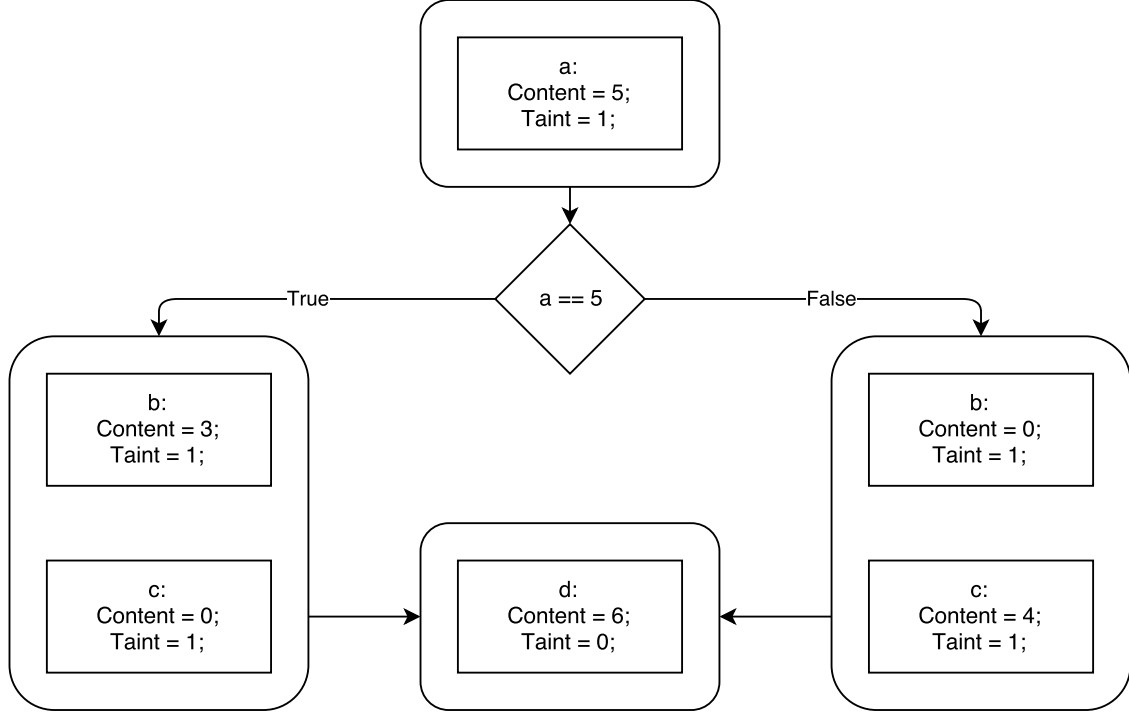 a:
Content = 5;
Taint = 1;
a == 5
True
False
b:
Content = 3;
Taint = 1;
c:
Content = 0;
Taint = 1;
d:
Content = 6;
Taint = 0;
b:
Content = 0;
Taint = 1;
c:
Content = 4;
Taint = 1;